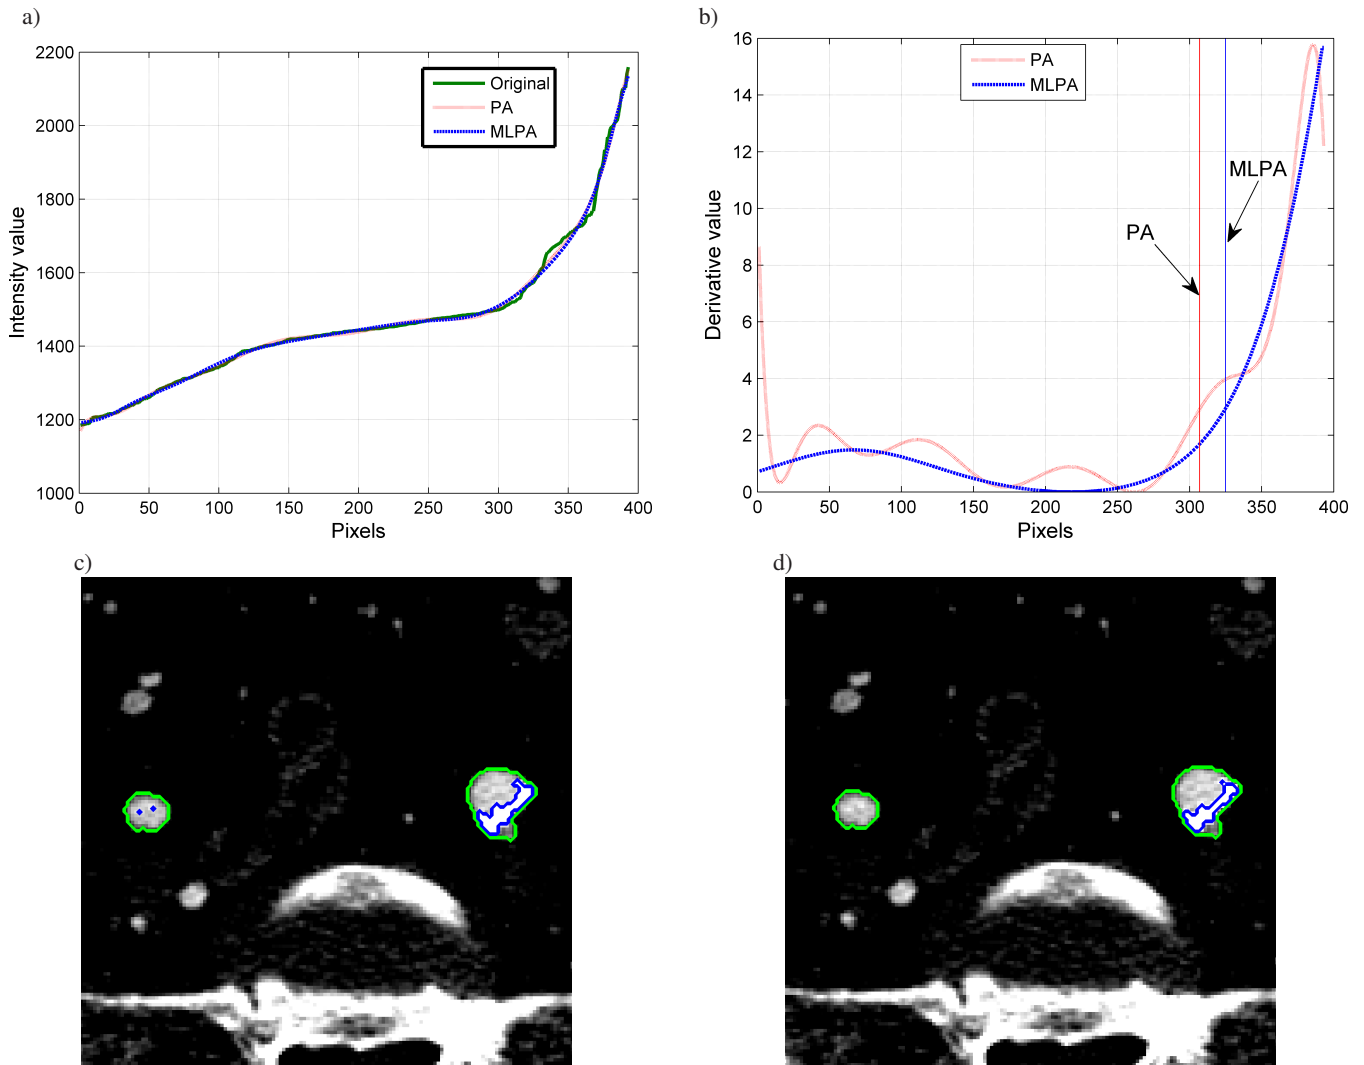 a)
2200
2000
1800
1600
1400
1200
1000
0 50 100 150 200 250 300 350 400
Intensity value
Pixels
Original
PA
MLPA
b)
16
14
12
10
8
6
4
2
0
0 50 100 150 200 250 300 350 400
Derivative value
Pixels
PA
MLPA
MLPA
PA
c)
d)